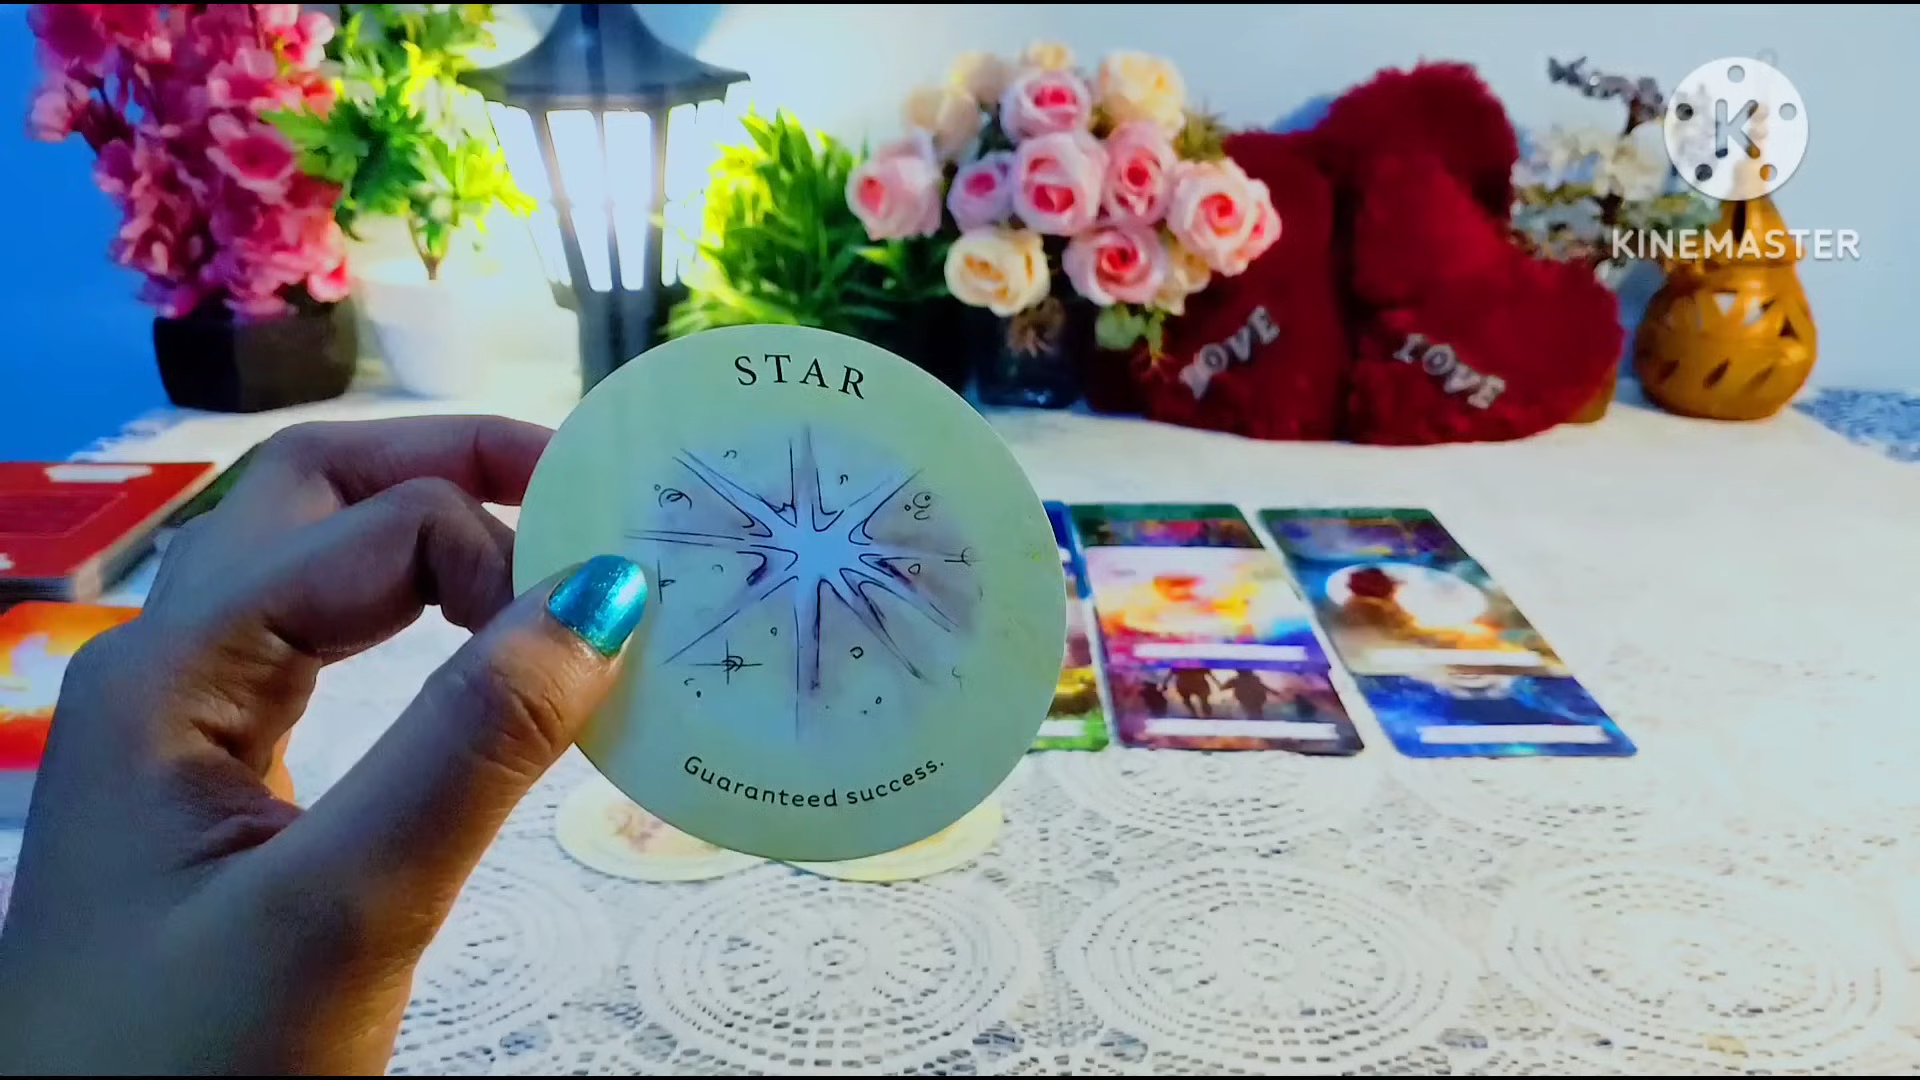 K
KINEMASTER
STAR
LOVE
LOVE
Guaranteed success.